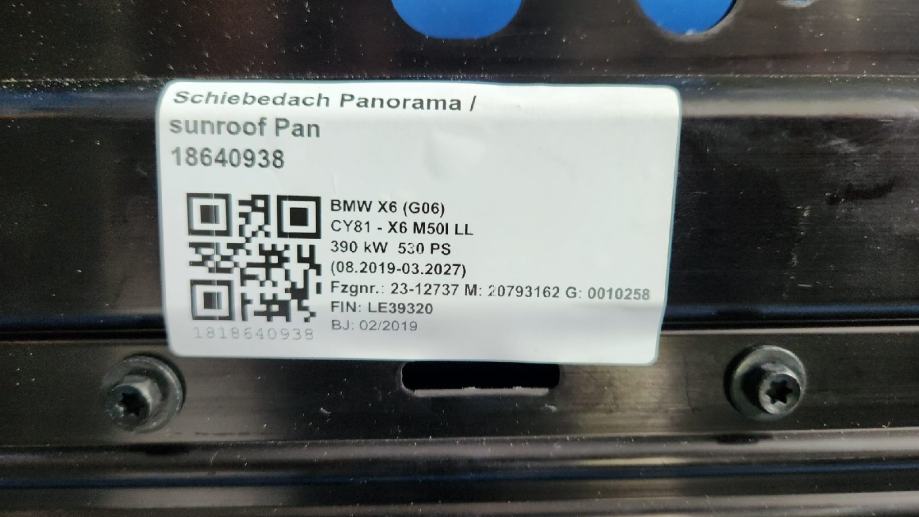 Schiebedach Panorama /
sunroof Pan
18640938
BMW X6 (G06)
CY81 - X6 M50I LL
390 kW 530 PS
(08.2019-03.2027)
Fzgnr.: 23-12737 M: 20793162 G: 0010258
FIN: LE39320
BJ: 02/2019
1818640938